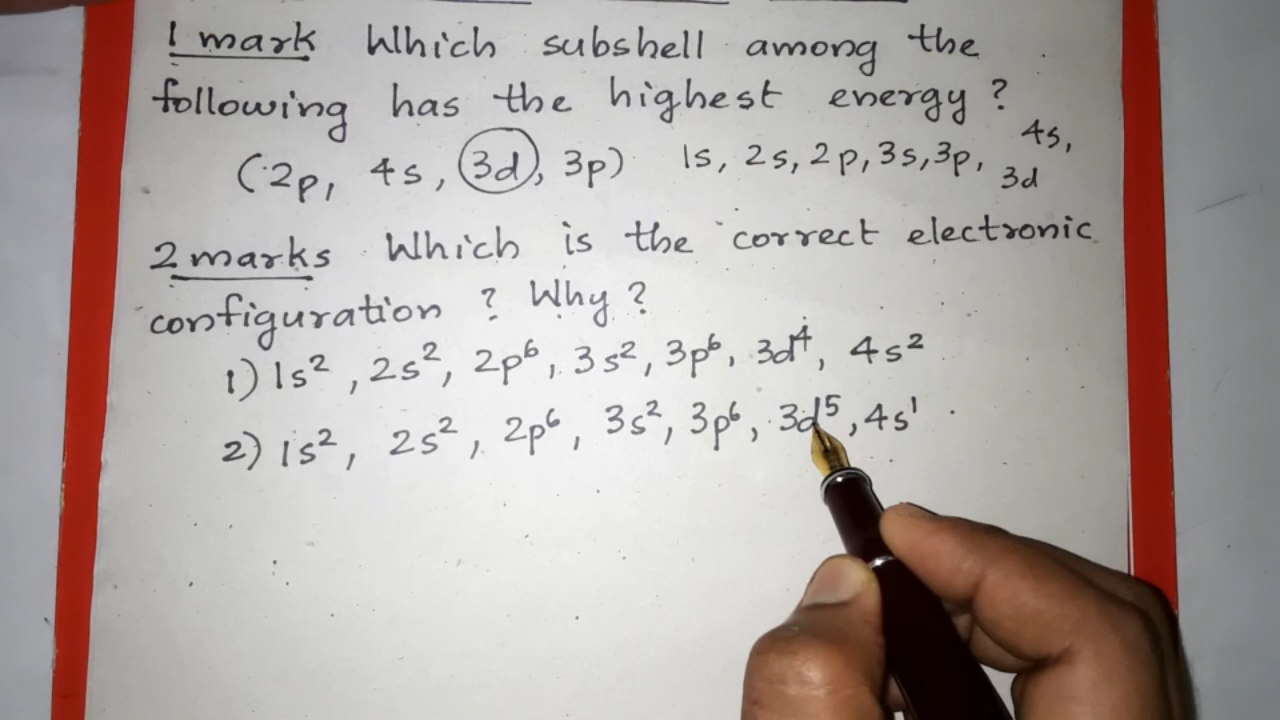 1 mark Which subshell among the
following has the highest energy?
(2p, 4s, 3d, 3p) 1s, 2s, 2p, 3s, 3p, 4s, 3d
2 marks Which is the correct electronic
configuration? Why?
1) 1s², 2s², 2p⁶, 3s², 3p⁶, 3d⁴, 4s²
2) 1s², 2s², 2p⁶, 3s², 3p⁶, 3d⁵, 4s¹